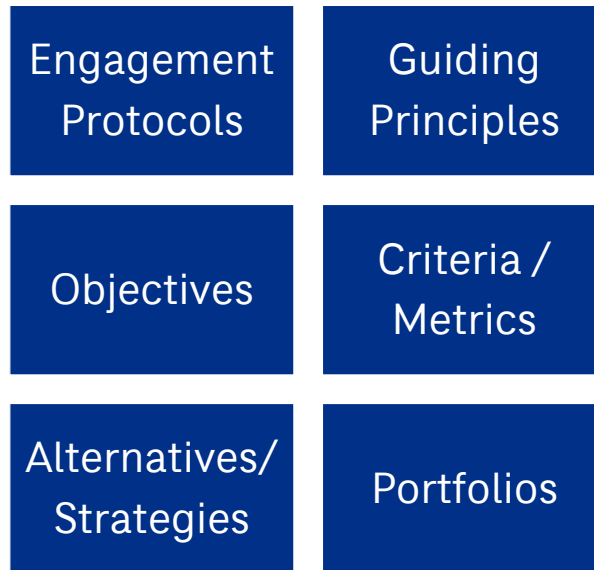 Engagement
Protocols
Guiding
Principles
Objectives
Criteria /
Metrics
Alternatives/
Strategies
Portfolios